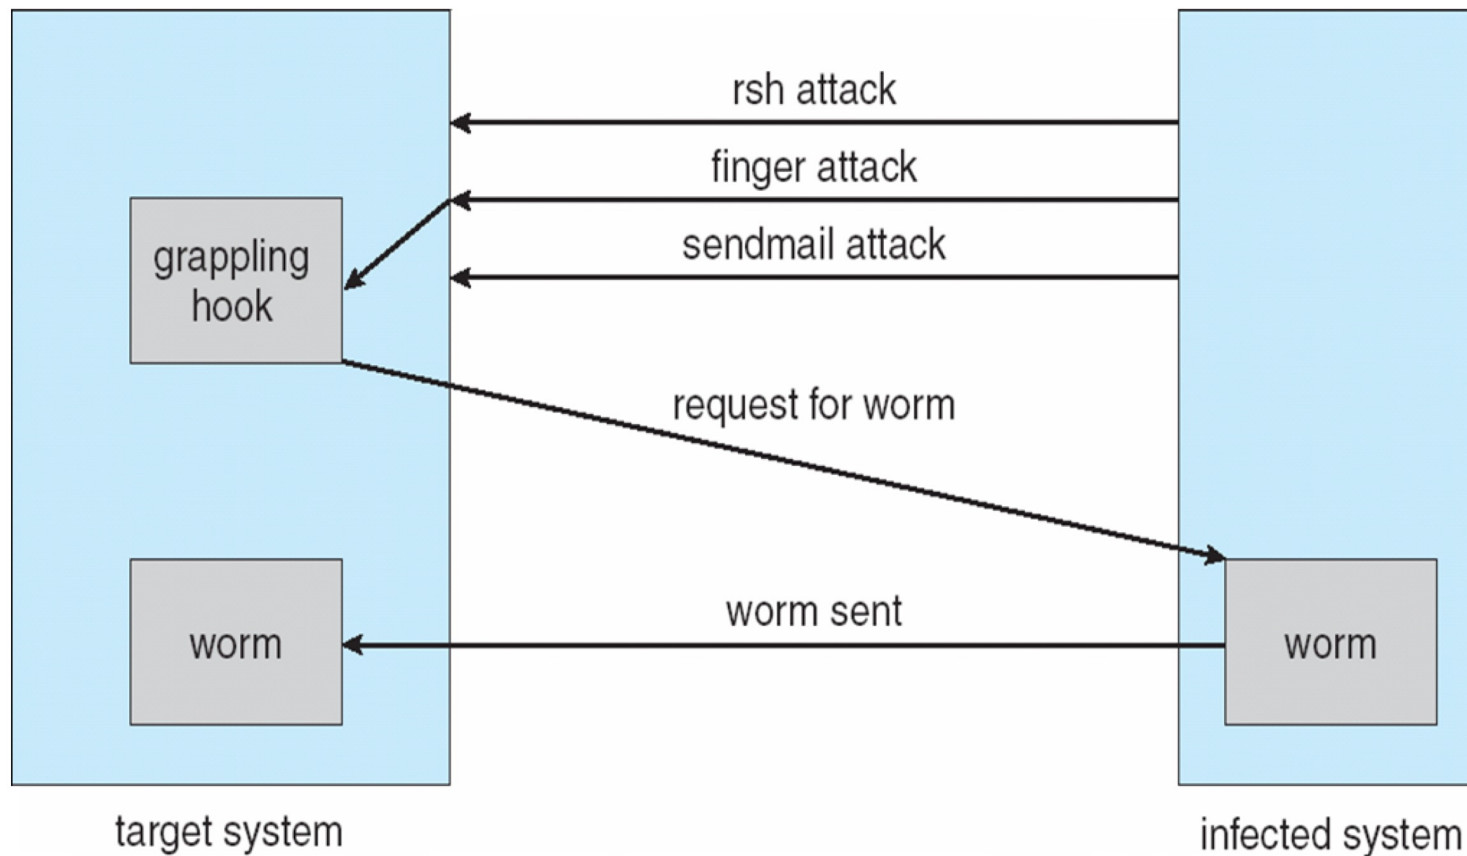 rsh attack
finger attack
sendmail attack
grappling
hook
request for worm
worm sent
worm
worm
target system
infected system